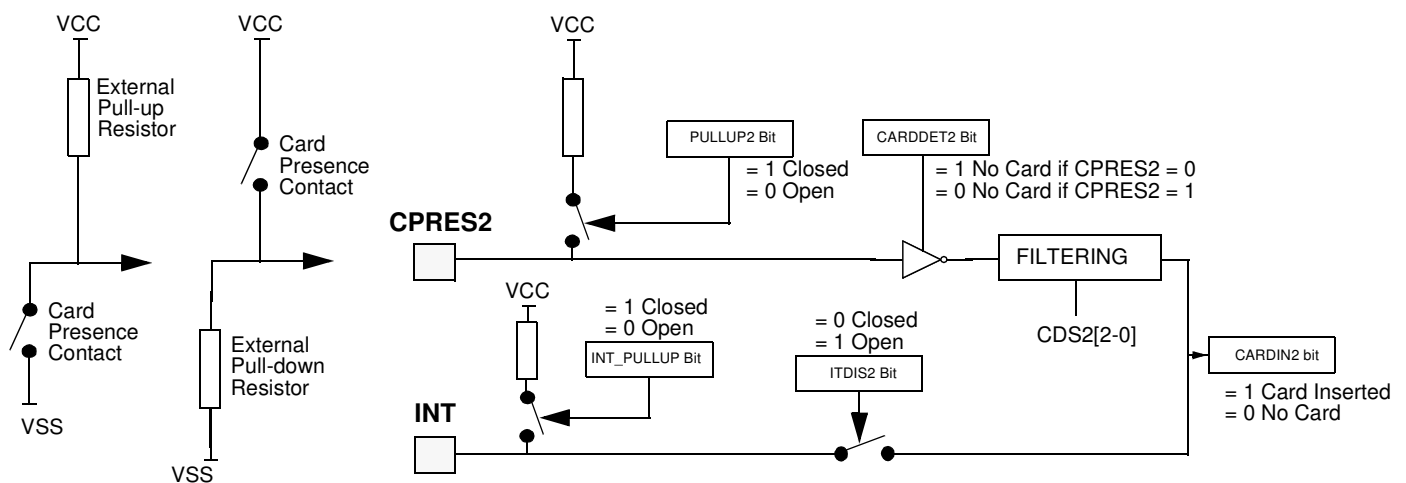 VCC
External
Pull-up
Resistor
Card
Presence
Contact
VSS
VCC
Card
Presence
Contact
External
Pull-down
Resistor
VSS
VCC
PULLUP2 Bit
= 1 Closed
= 0 Open
CARDDET2 Bit
= 1 No Card if CPRES2 = 0
= 0 No Card if CPRES2 = 1
CPRES2
FILTERING
CDS2[2-0]
VCC
= 1 Closed
= 0 Open
INT_PULLUP Bit
= 0 Closed
= 1 Open
ITDIS2 Bit
INT
CARDIN2 bit
= 1 Card Inserted
= 0 No Card